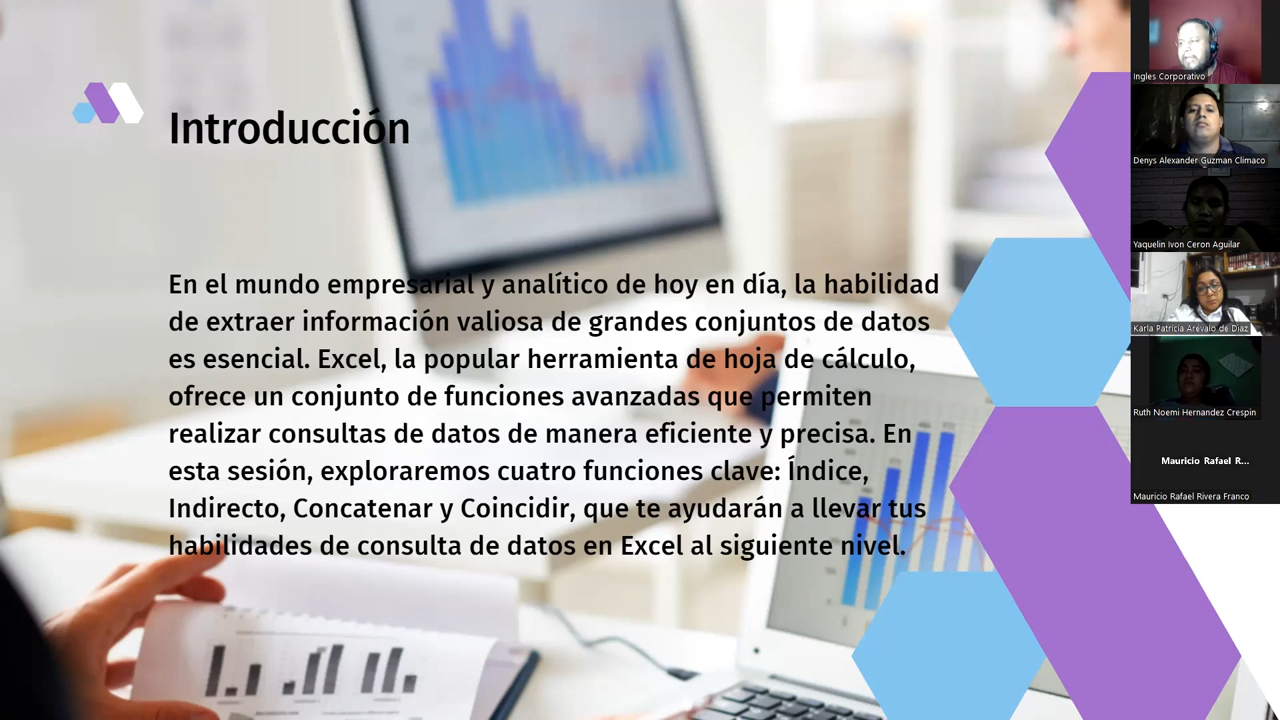 Introducción
En el mundo empresarial y analítico de hoy en día, la habilidad
de extraer información valiosa de grandes conjuntos de datos
es esencial. Excel, la popular herramienta de hoja de cálculo,
ofrece un conjunto de funciones avanzadas que permiten
realizar consultas de datos de manera eficiente y precisa. En
esta sesión, exploraremos cuatro funciones clave: Índice,
Indirecto, Concatenar y Coincidir, que te ayudarán a llevar tus
habilidades de consulta de datos en Excel al siguiente nivel.
Ingles Corporativo
Denys Alexander Guzman Climaco
Yaquelin Ivon Ceron Aguilar
Karla Patricia Arévalo de Diaz
Ruth Noemi Hernandez Crespin
Mauricio Rafael R...
Mauricio Rafael Rivera Franco